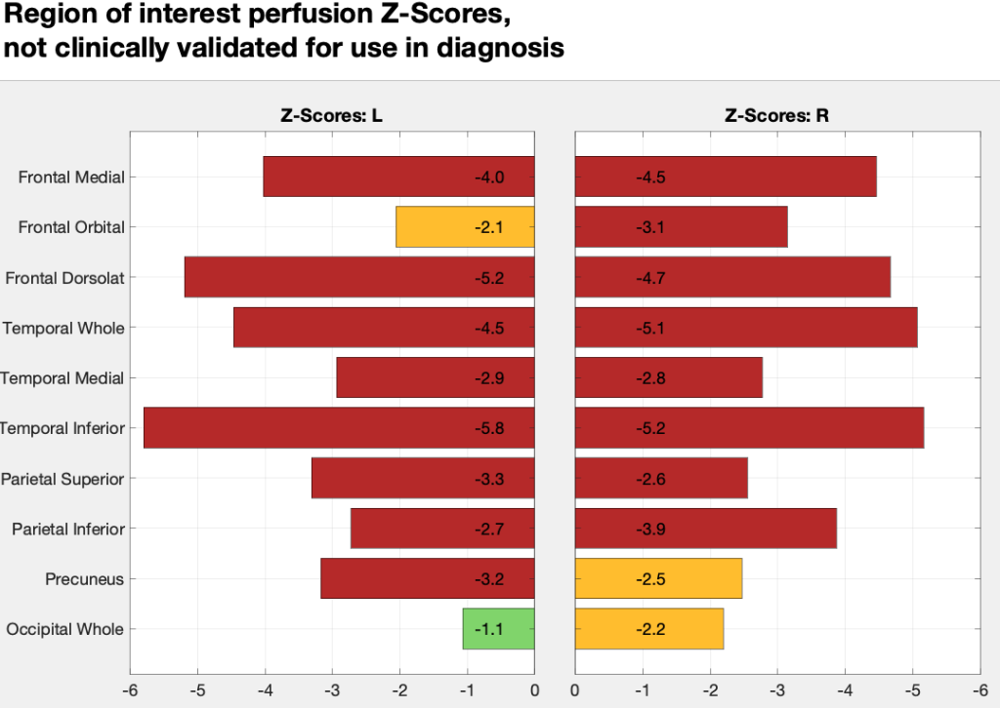 Region of interest perfusion Z-Scores,
not clinically validated for use in diagnosis
Z-Scores: L Z-Scores: R
Frontal Medial -4.0 -4.5
Frontal Orbital -2.1 -3.1
Frontal Dorsolat -5.2 -4.7
Temporal Whole -4.5 -5.1
Temporal Medial -2.9 -2.8
Temporal Inferior -5.8 -5.2
Parietal Superior -3.3 -2.6
Parietal Inferior -2.7 -3.9
Precuneus -3.2 -2.5
Occipital Whole -1.1 -2.2
-6 -5 -4 -3 -2 -1 0 0 -1 -2 -3 -4 -5 -6